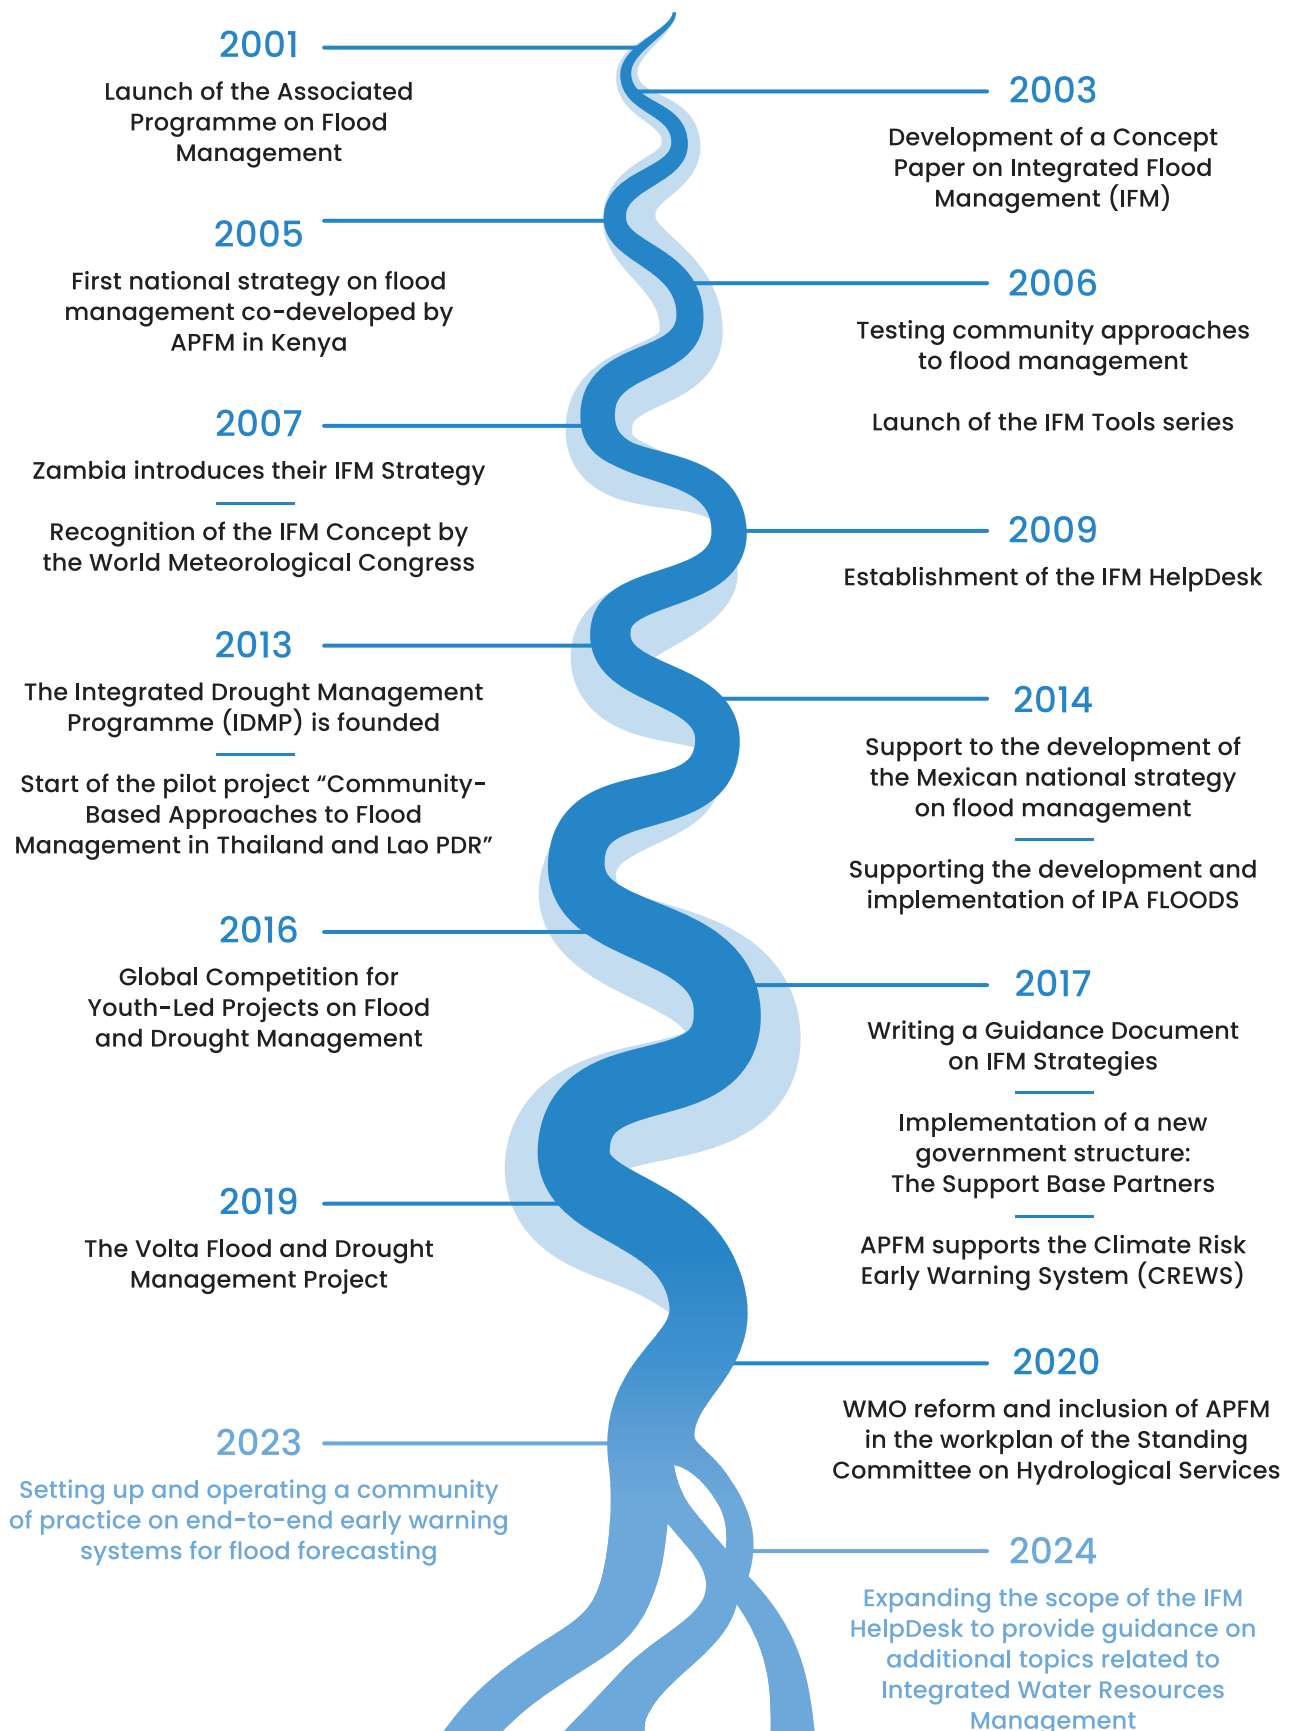 2001
Launch of the Associated
Programme on Flood
Management
2003
Development of a Concept
Paper on Integrated Flood
Management (IFM)
2005
First national strategy on flood
management co-developed by
APFM in Kenya
2006
Testing community approaches
to flood management
Launch of the IFM Tools series
2007
Zambia introduces their IFM Strategy
Recognition of the IFM Concept by
the World Meteorological Congress
2009
Establishment of the IFM HelpDesk
2013
The Integrated Drought Management
Programme (IDMP) is founded
Start of the pilot project “Community-
Based Approaches to Flood
Management in Thailand and Lao PDR”
2014
Support to the development of
the Mexican national strategy
on flood management
Supporting the development and
implementation of IPA FLOODS
2016
Global Competition for
Youth-Led Projects on Flood
and Drought Management
2017
Writing a Guidance Document
on IFM Strategies
Implementation of a new
government structure:
The Support Base Partners
APFM supports the Climate Risk
Early Warning System (CREWS)
2019
The Volta Flood and Drought
Management Project
2020
WMO reform and inclusion of APFM
in the workplan of the Standing
Committee on Hydrological Services
2023
Setting up and operating a community
of practice on end-to-end early warning
systems for flood forecasting
2024
Expanding the scope of the IFM
HelpDesk to provide guidance on
additional topics related to
Integrated Water Resources
Management